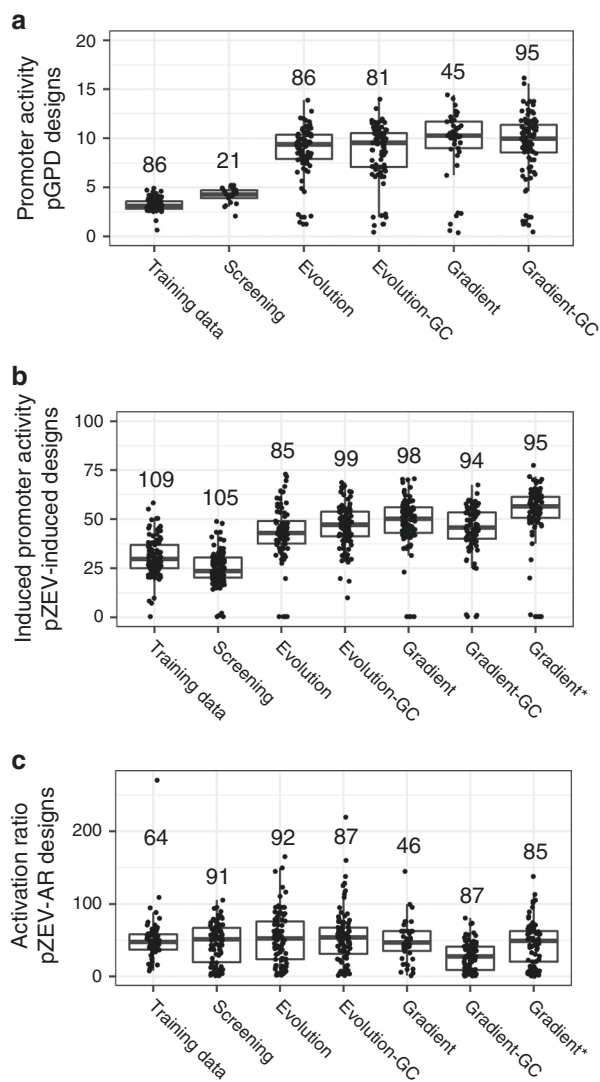 a
Promoter activity
pGPD designs
20
15
10
5
0
86
21
86
81
45
95
Training data
Screening
Evolution
Evolution-GC
Gradient
Gradient-GC
b
Induced promoter activity
pZEV-induced designs
100
75
50
25
0
109
105
85
99
98
94
95
Training data
Screening
Evolution
Evolution-GC
Gradient
Gradient-GC
Gradient*
c
Activation ratio
pZEV-AR designs
200
100
0
64
91
92
87
46
87
85
Training data
Screening
Evolution
Evolution-GC
Gradient
Gradient-GC
Gradient*